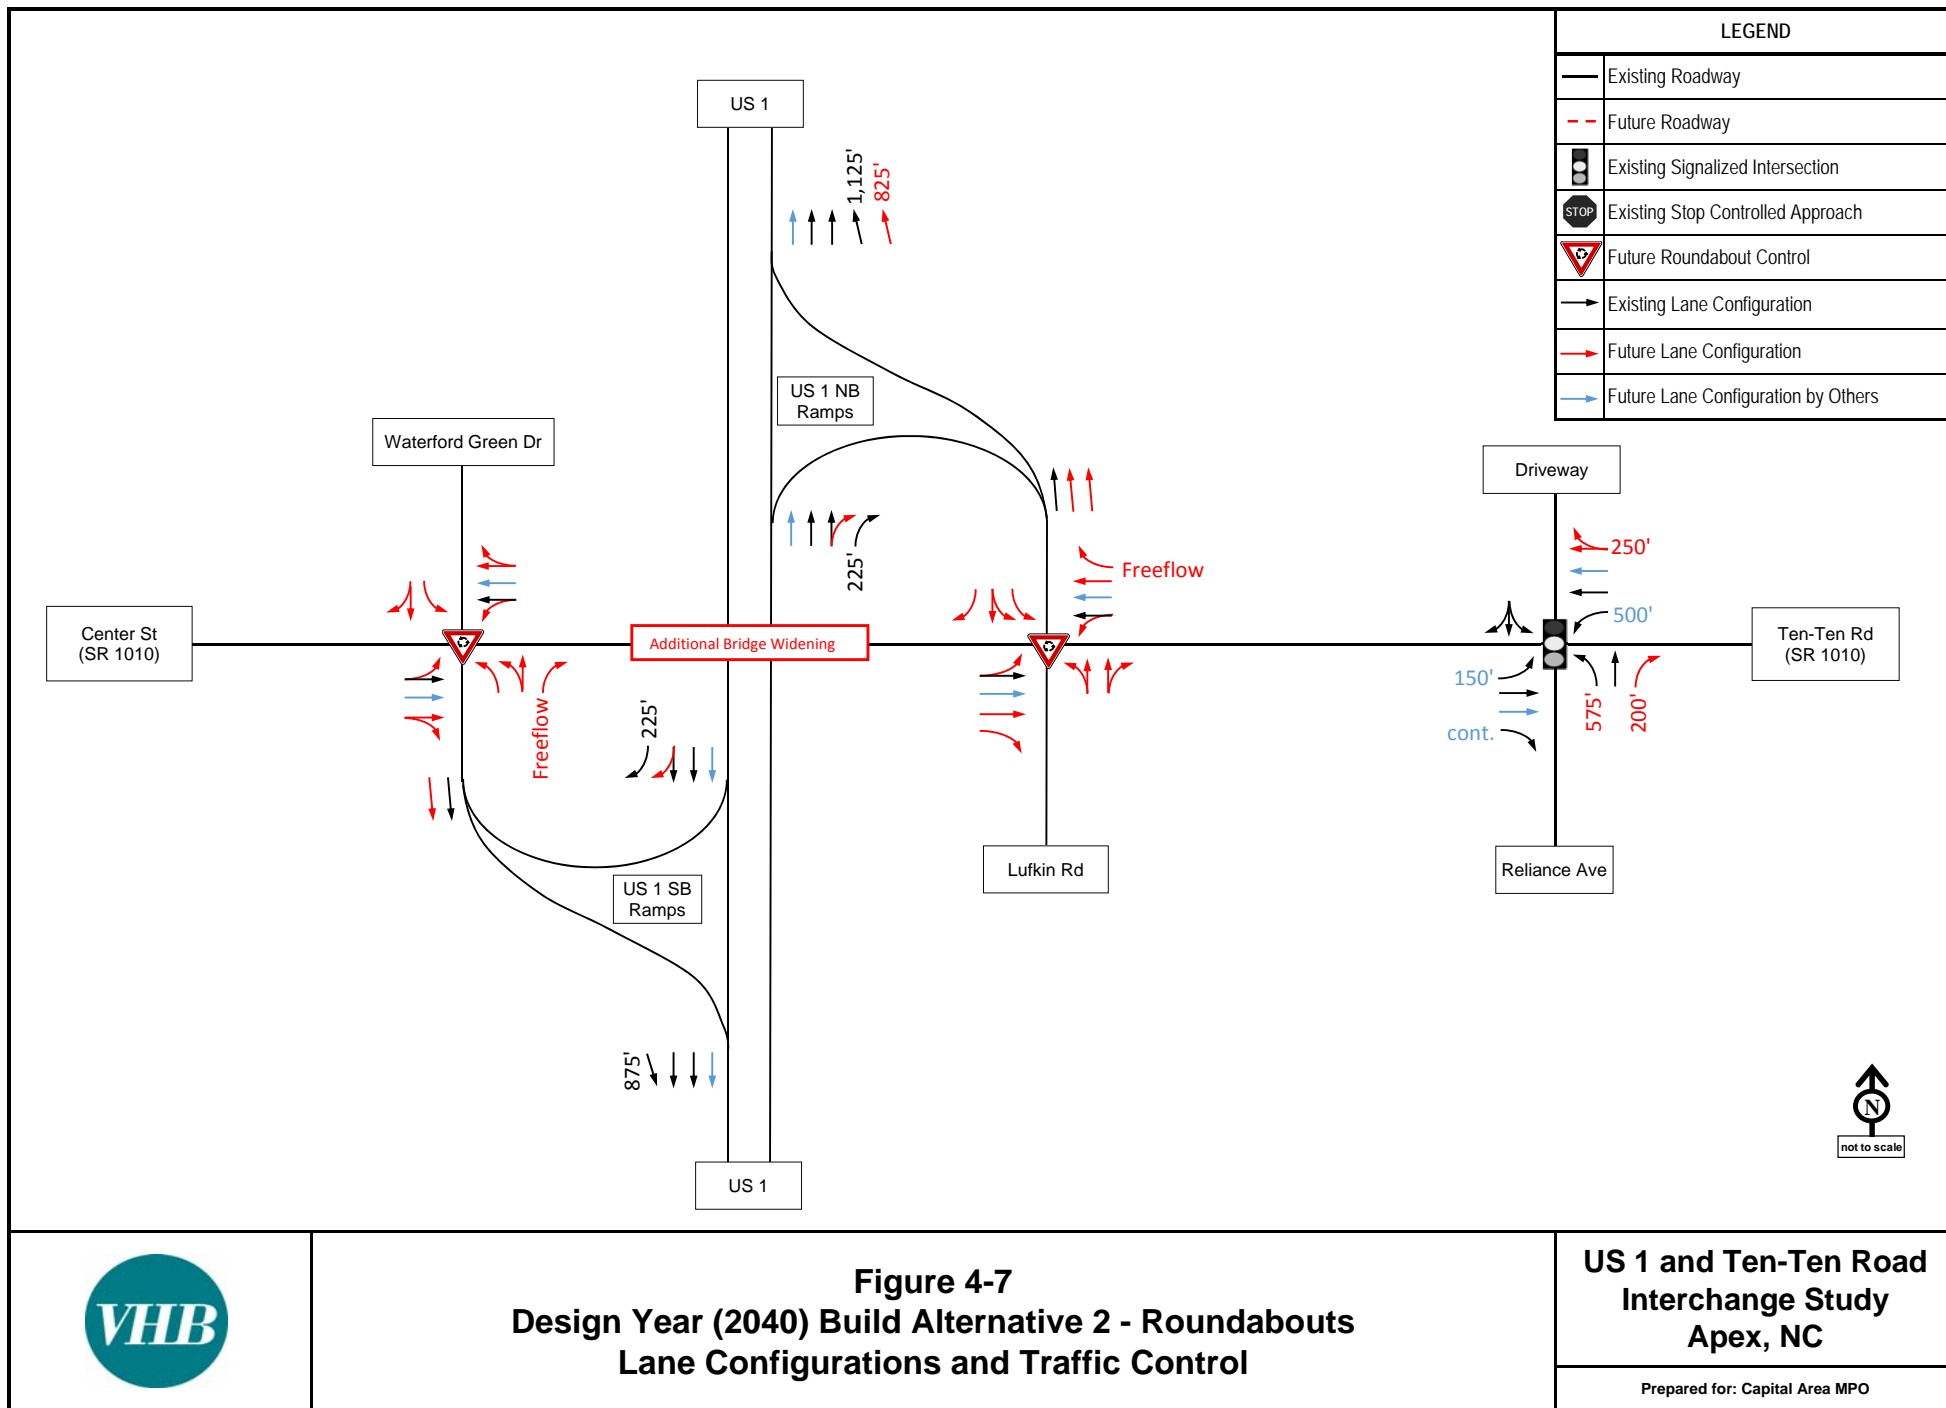 LEGEND
Existing Roadway
Future Roadway
Existing Signalized Intersection
STOP
Existing Stop Controlled Approach
Future Roundabout Control
Existing Lane Configuration
Future Lane Configuration
Future Lane Configuration by Others
US 1
1,125'
825'
US 1 NB
Ramps
Waterford Green Dr
Driveway
225'
Freeflow
250'
500'
Center St
(SR 1010)
Additional Bridge Widening
Ten-Ten Rd
(SR 1010)
150'
cont.
575'
200'
Freeflow
225'
Lufkin Rd
Reliance Ave
US 1 SB
Ramps
875'
US 1
N
not to scale
VHB
Figure 4-7
Design Year (2040) Build Alternative 2 - Roundabouts
Lane Configurations and Traffic Control
US 1 and Ten-Ten Road
Interchange Study
Apex, NC
Prepared for: Capital Area MPO